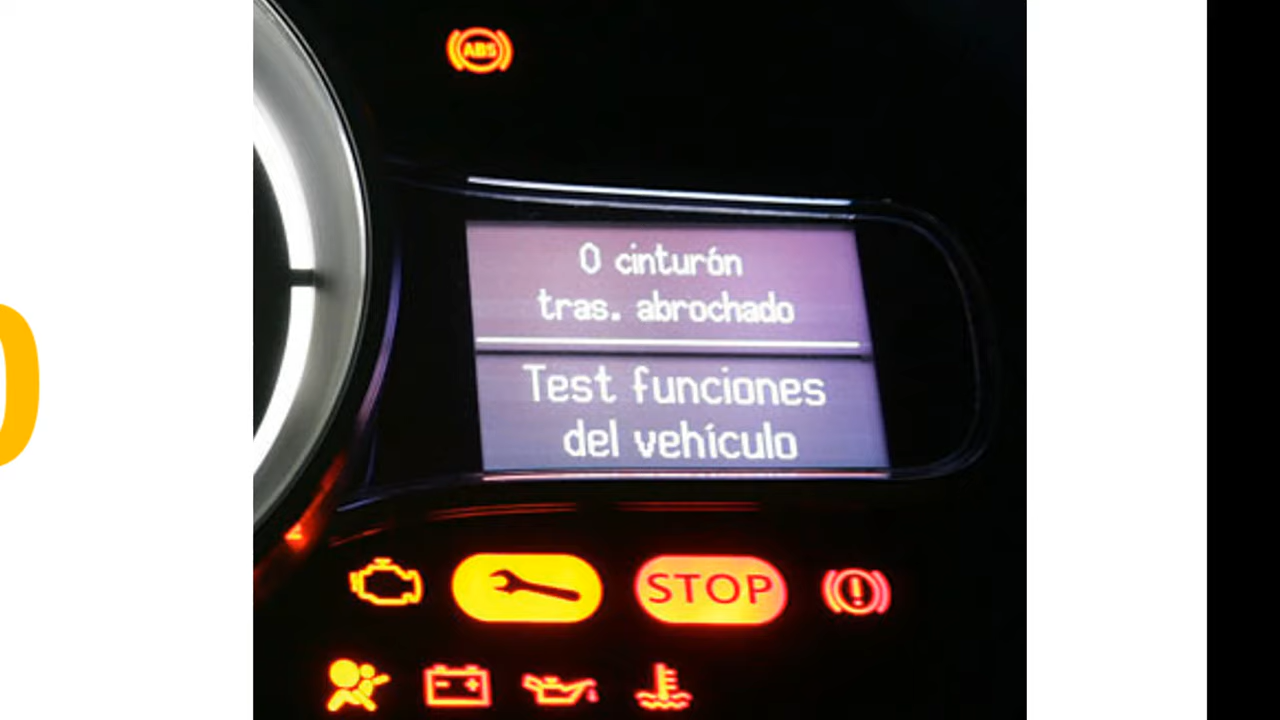 ABS
0 cinturón
tras. abrochado
Test funciones
del vehículo
STOP